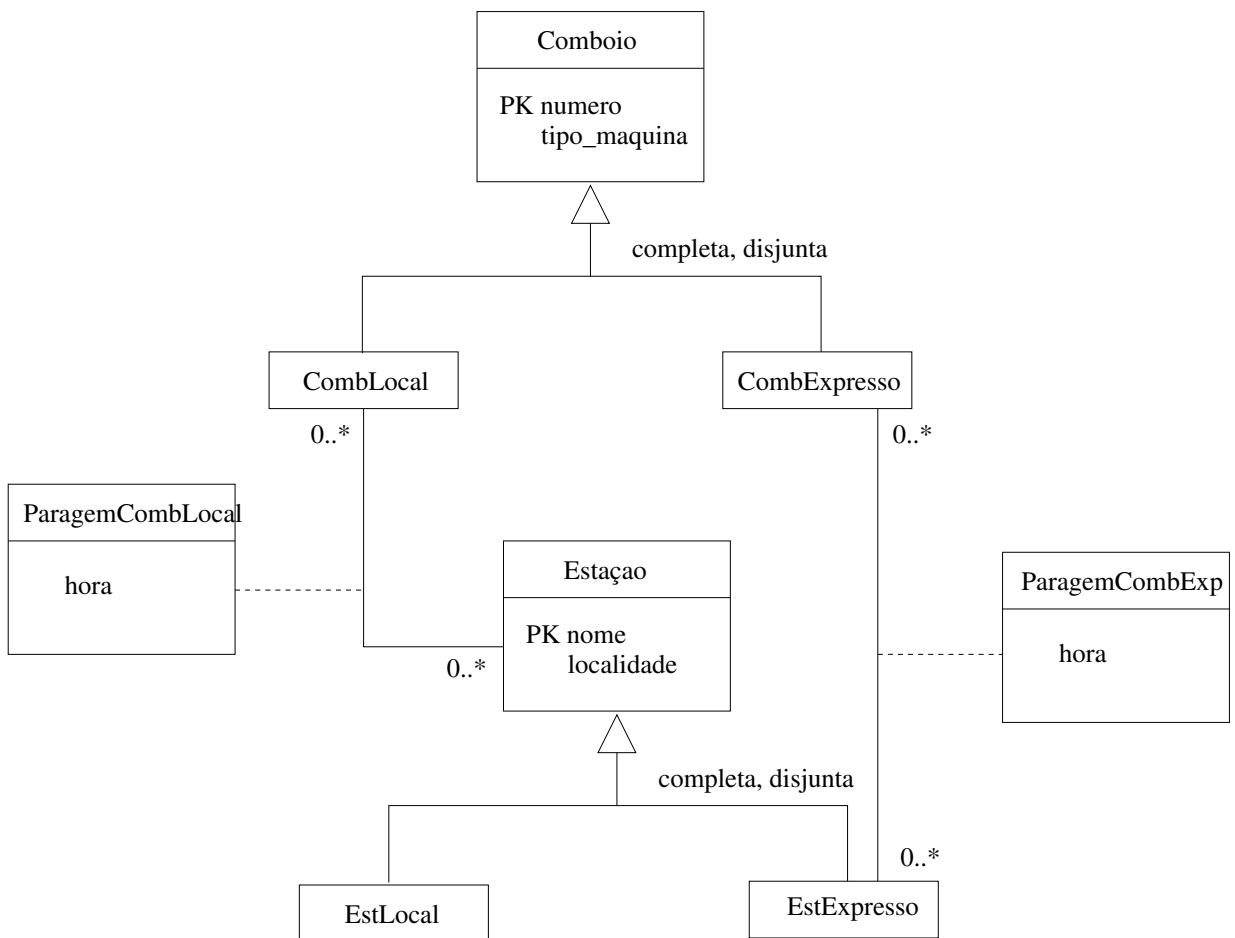 Comboio
PK numero
tipo_maquina
completa, disjunta
CombLocal
CombExpresso
0..*
0..*
ParagemCombLocal
hora
Estaçao
PK nome
localidade
ParagemCombExp
hora
0..*
completa, disjunta
0..*
EstLocal
EstExpresso